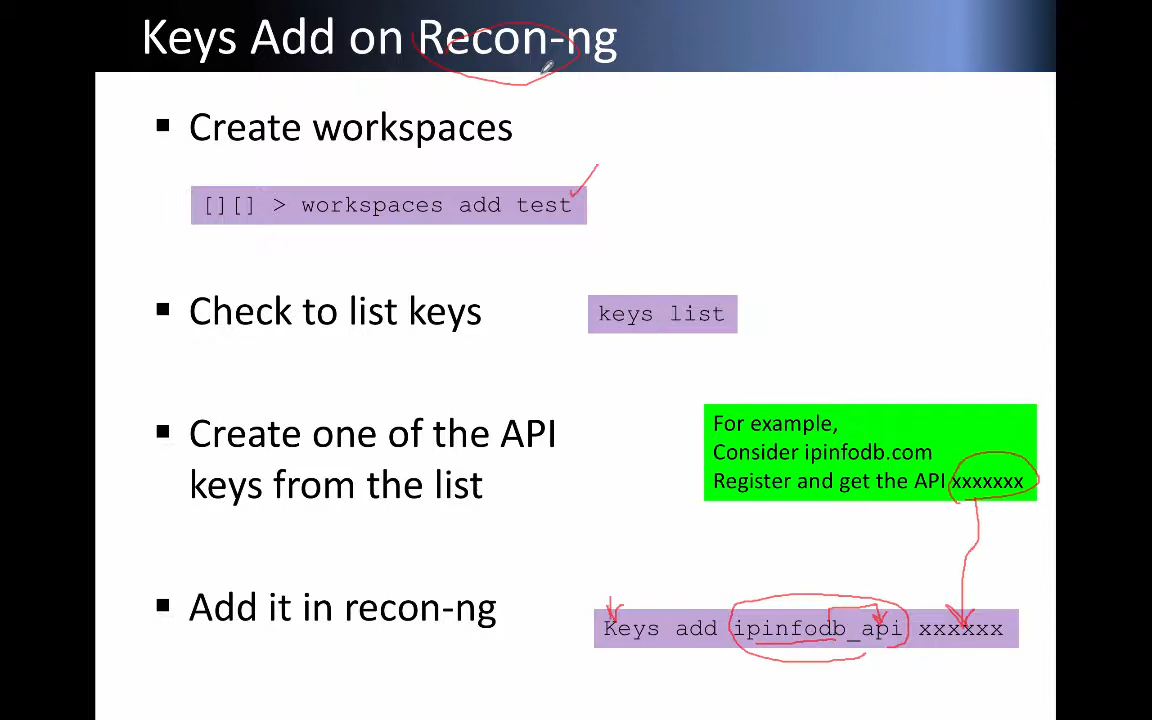 Keys Add on Recon-ng
▪ Create workspaces
[][] > workspaces add test
▪ Check to list keys
keys list
▪ Create one of the API
keys from the list
For example,
Consider ipinfodb.com
Register and get the API xxxxxxx
▪ Add it in recon-ng
Keys add ipinfodb_api xxxxxx